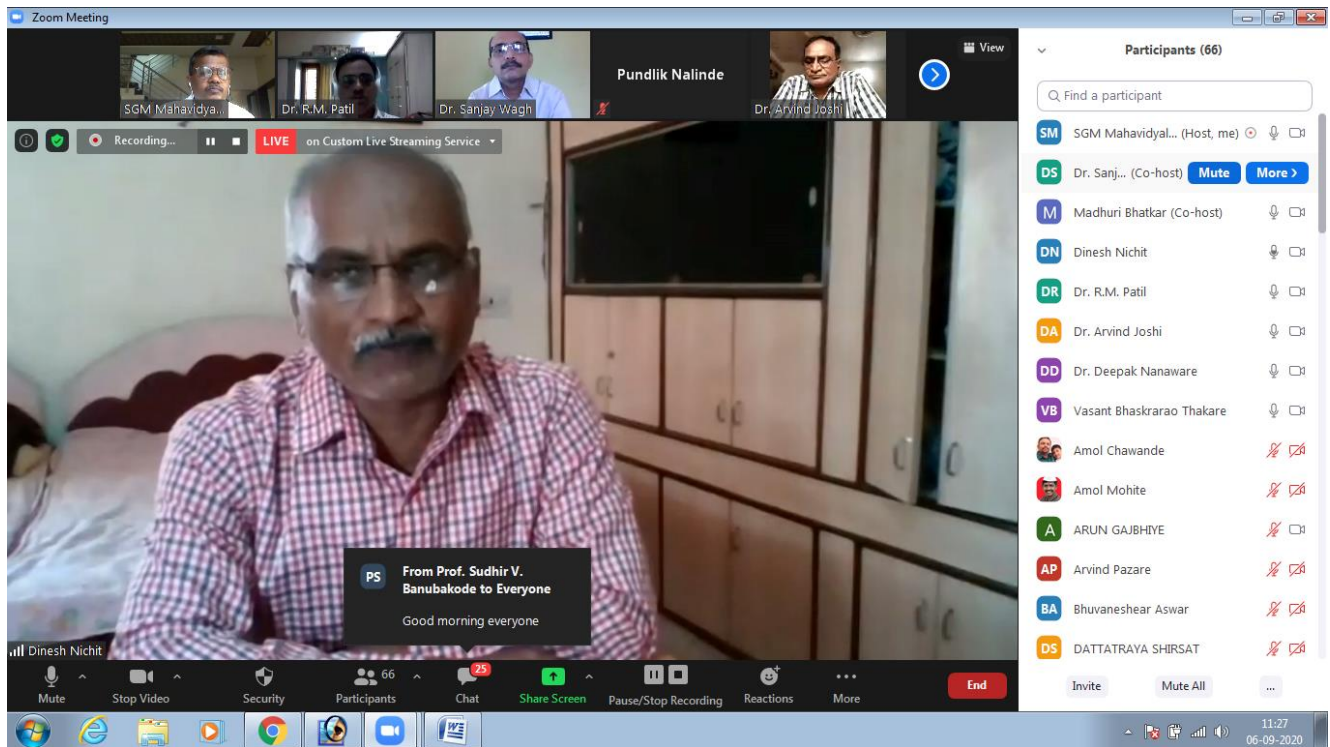 Zoom Meeting
SGM Mahavidya...
Dr. R.M. Patil
Dr. Sanjay Wagh
Pundlik Nalinde
Dr. Arvind Joshi
View
Recording...
LIVE
on Custom Live Streaming Service
From Prof. Sudhir V.
Banubakode to Everyone
PS
Good morning everyone
Dinesh Nichit
Mute
Stop Video
Security
66
Participants
25
Chat
Share Screen
Pause/Stop Recording
Reactions
More
End
Participants (66)
Find a participant
SM SGM Mahavidyal... (Host, me)
DS Dr. Sanj... (Co-host) Mute More >
M Madhuri Bhatkar (Co-host)
DN Dinesh Nichit
DR Dr. R.M. Patil
DA Dr. Arvind Joshi
DD Dr. Deepak Nanaware
VB Vasant Bhaskrarao Thakare
Amol Chawande
Amol Mohite
A ARUN GAJBHIYE
AP Arvind Pazare
BA Bhuvaneshear Aswar
DS DATTATRAYA SHIRSAT
Invite Mute All ...
11:27
06-09-2020